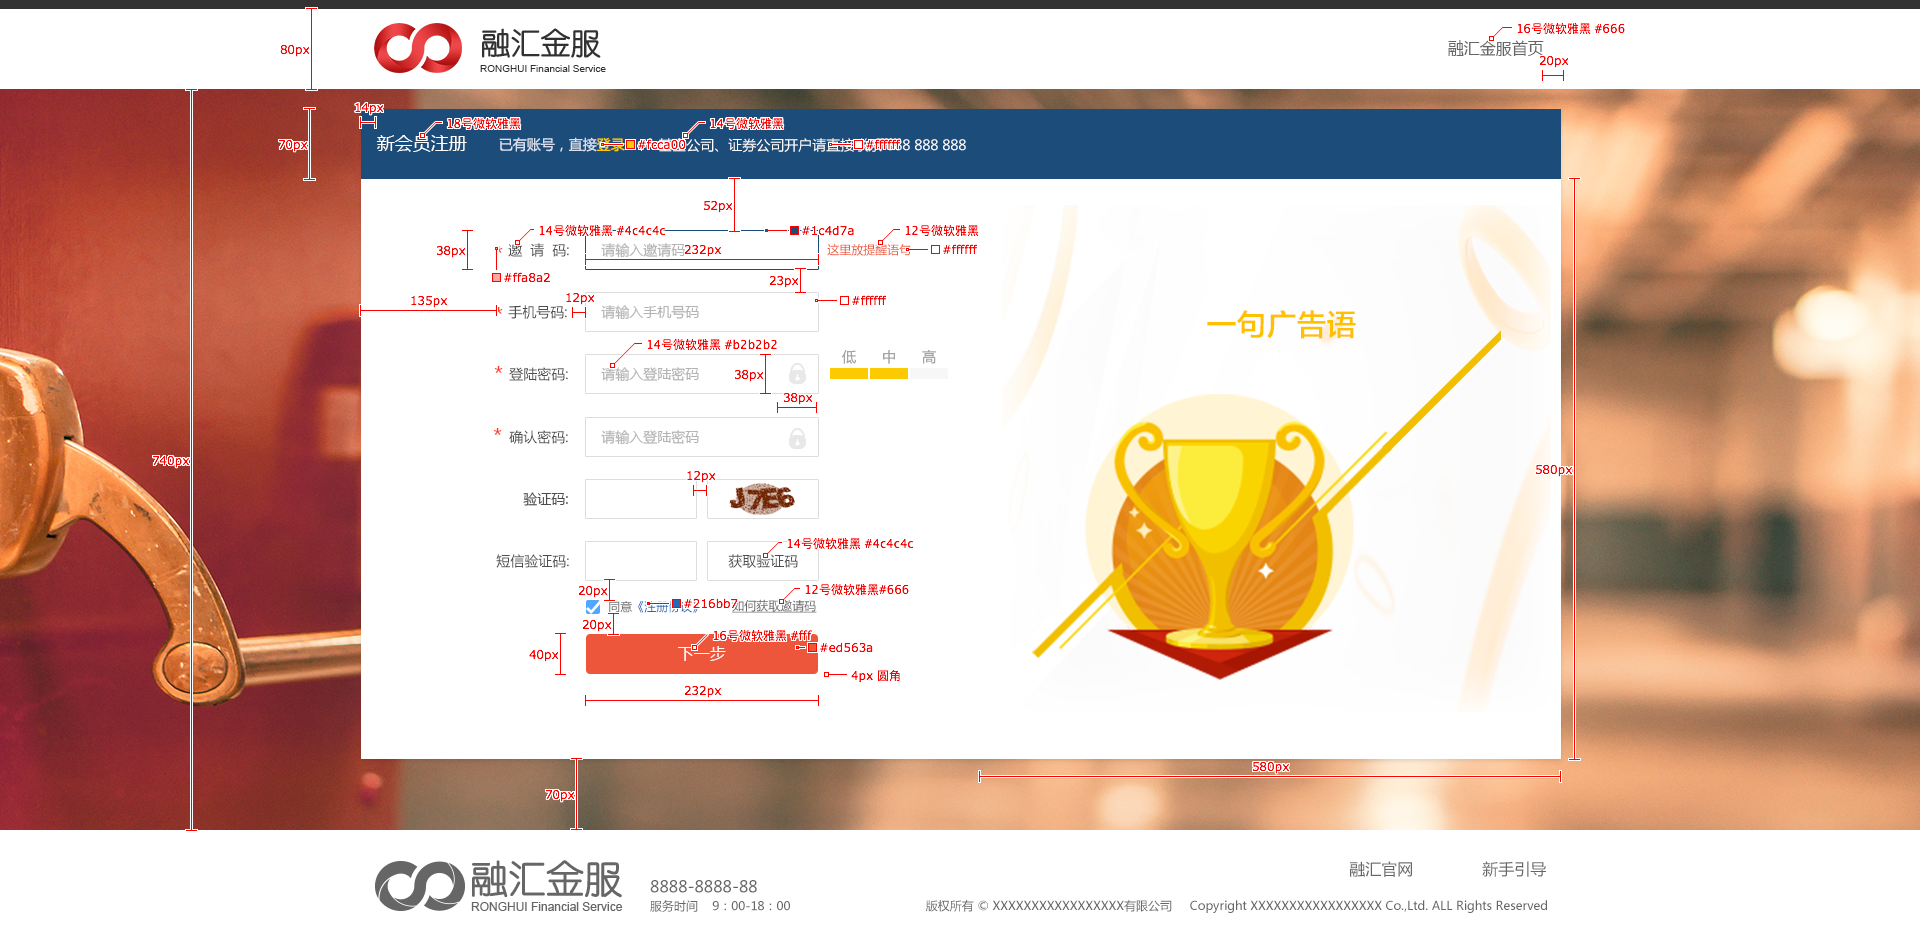 16号微软雅黑 #666
80px
融汇金服
RONGHUI Financial Service
融汇金服首页
20px
14px
18号微软雅黑
14号微软雅黑
70px
新会员注册
已有账号，直接登录
#fcca00
公司、证券公司开户请直接
#ffffff
88 888 888
52px
14号微软雅黑 #4c4c4c
#1c4d7a
12号微软雅黑
38px
* 邀 请 码:
请输入邀请码
232px
这里放提醒语句
#ffffff
#ffa8a2
23px
135px
12px
#ffffff
* 手机号码:
请输入手机号码
一句广告语
14号微软雅黑 #b2b2b2
低 中 高
* 登陆密码:
请输入登陆密码
38px
38px
* 确认密码:
请输入登陆密码
740px
580px
12px
验证码:
J7E6
14号微软雅黑 #4c4c4c
短信验证码:
获取验证码
20px
12号微软雅黑#666
同意《注册协议》
#216bb7
如何获取邀请码
20px
16号微软雅黑 #fff
40px
下一步
#ed563a
4px 圆角
232px
580px
70px
融汇金服
RONGHUI Financial Service
8888-8888-88
服务时间 9：00-18：00
融汇官网
新手引导
版权所有 © XXXXXXXXXXXXXXXXX有限公司 Copyright XXXXXXXXXXXXXXXXX Co.,Ltd. ALL Rights Reserved